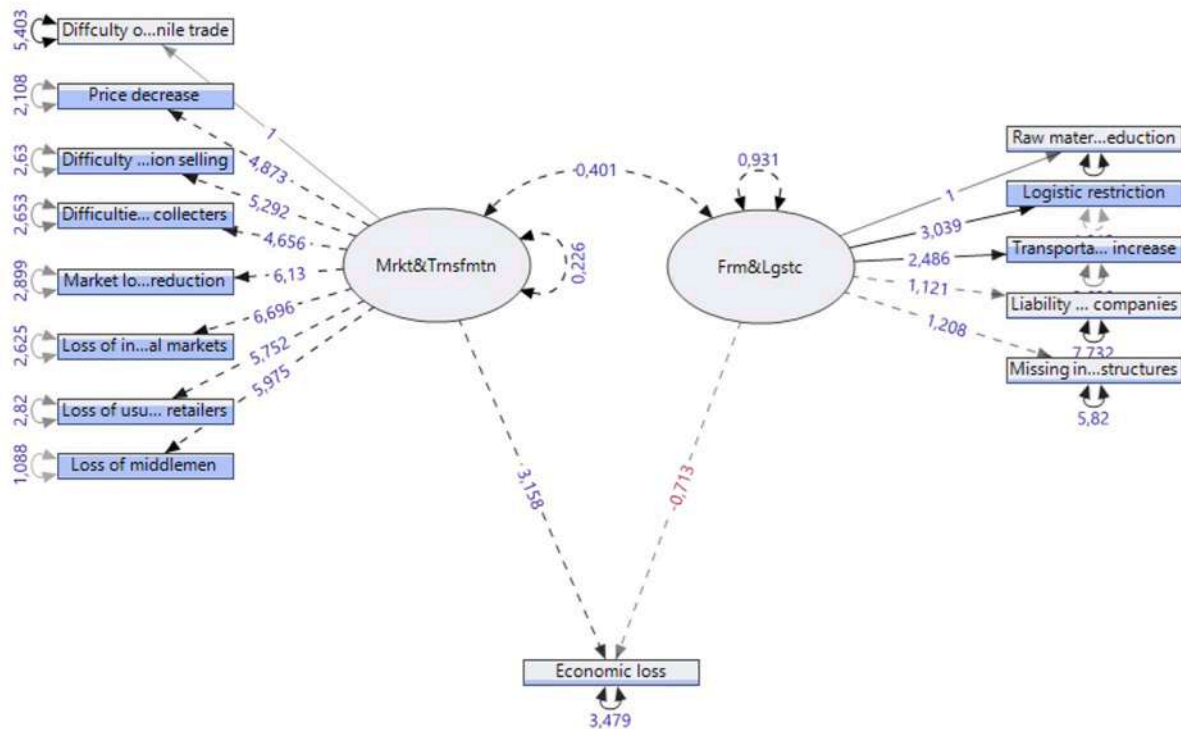 5,403
Diffculty o...nile trade
2,108
Price decrease
2,63
Difficulty ...ion selling
2,653
Difficultie... collecters
2,899
Market lo...reduction
2,625
Loss of in...al markets
2,82
Loss of usu... retailers
1,088
Loss of middlemen
1
4,873
5,292
4,656
6,13
6,696
5,752
5,975
Mrkt&Trnsfmtn
0,226
0,401
0,931
Frm&Lgstc
1
3,039
2,486
1,121
1,208
Raw mater...eduction
Logistic restriction
Transporta... increase
Liability ... companies
7,732
Missing in...structures
5,82
3,158
-0,713
Economic loss
3,479